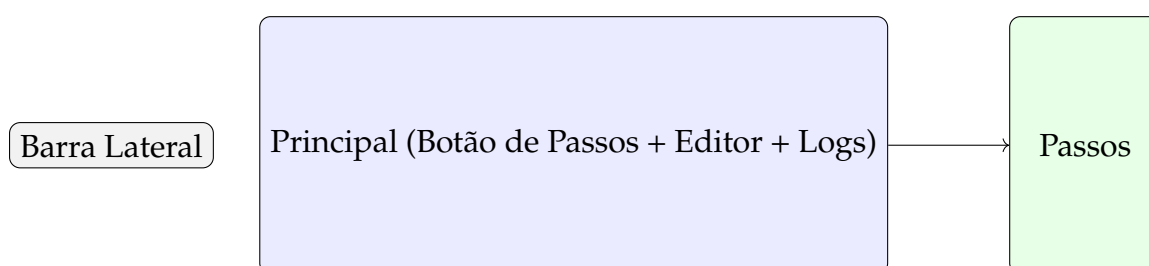 Barra Lateral
Principal (Botão de Passos + Editor + Logs)
Passos